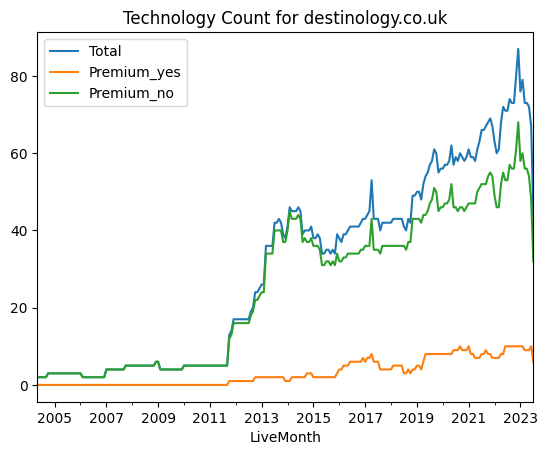 Technology Count for destinology.co.uk
Total
Premium_yes
Premium_no
80
60
40
20
0
2005 2007 2009 2011 2013 2015 2017 2019 2021 2023
LiveMonth